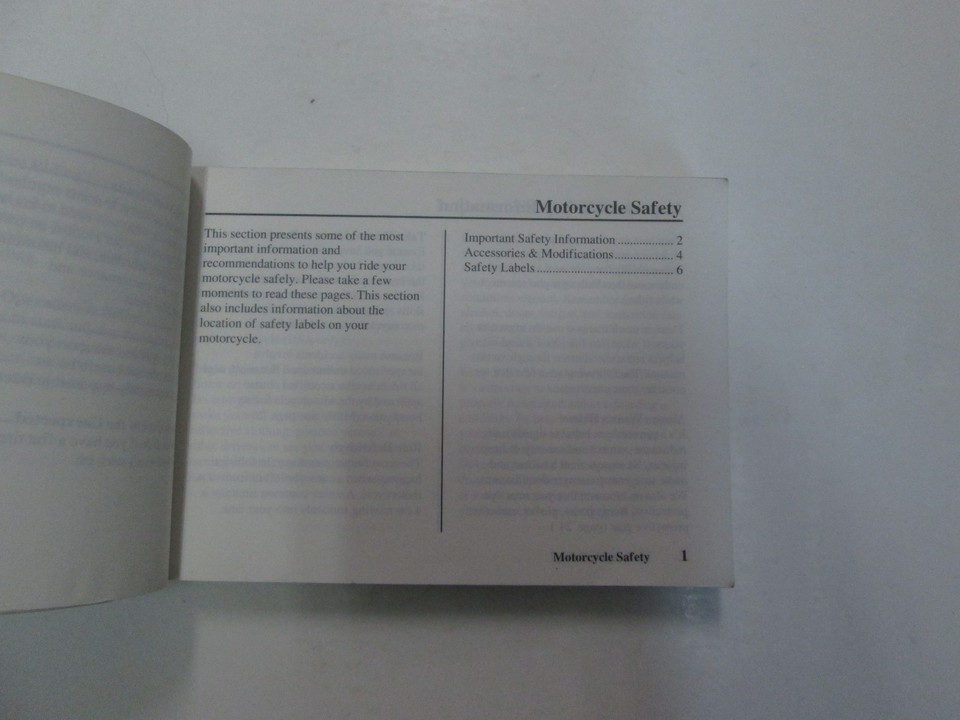 Motorcycle Safety
This section presents some of the most
important information and
recommendations to help you ride your
motorcycle safely. Please take a few
moments to read these pages. This section
also includes information about the
location of safety labels on your
motorcycle.
Important Safety Information ................. 2
Accessories & Modifications.................. 4
Safety Labels.......................................... 6
Motorcycle Safety 1